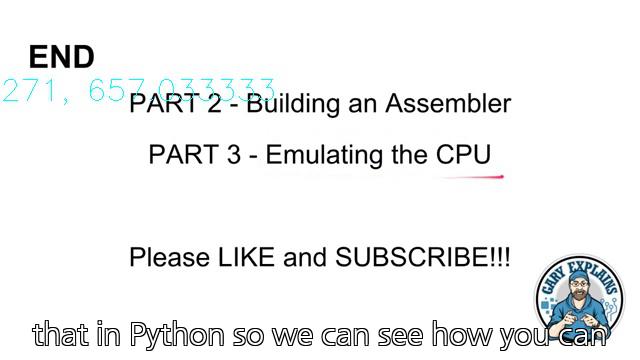 END
271, 657.033333
PART 2 - Building an Assembler
PART 3 - Emulating the CPU
Please LIKE and SUBSCRIBE!!!
GARY EXPLAINS
that in Python so we can see how you can